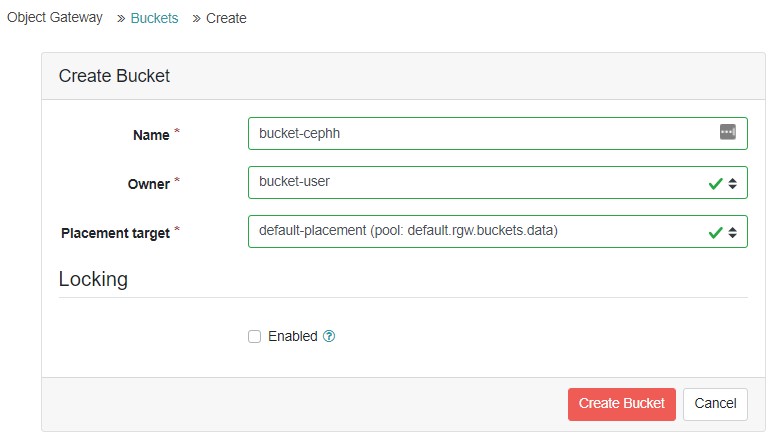 Object Gateway » Buckets » Create
Create Bucket
Name * bucket-cephh
Owner * bucket-user
Placement target * default-placement (pool: default.rgw.buckets.data)
Locking
Enabled ?
Create Bucket Cancel